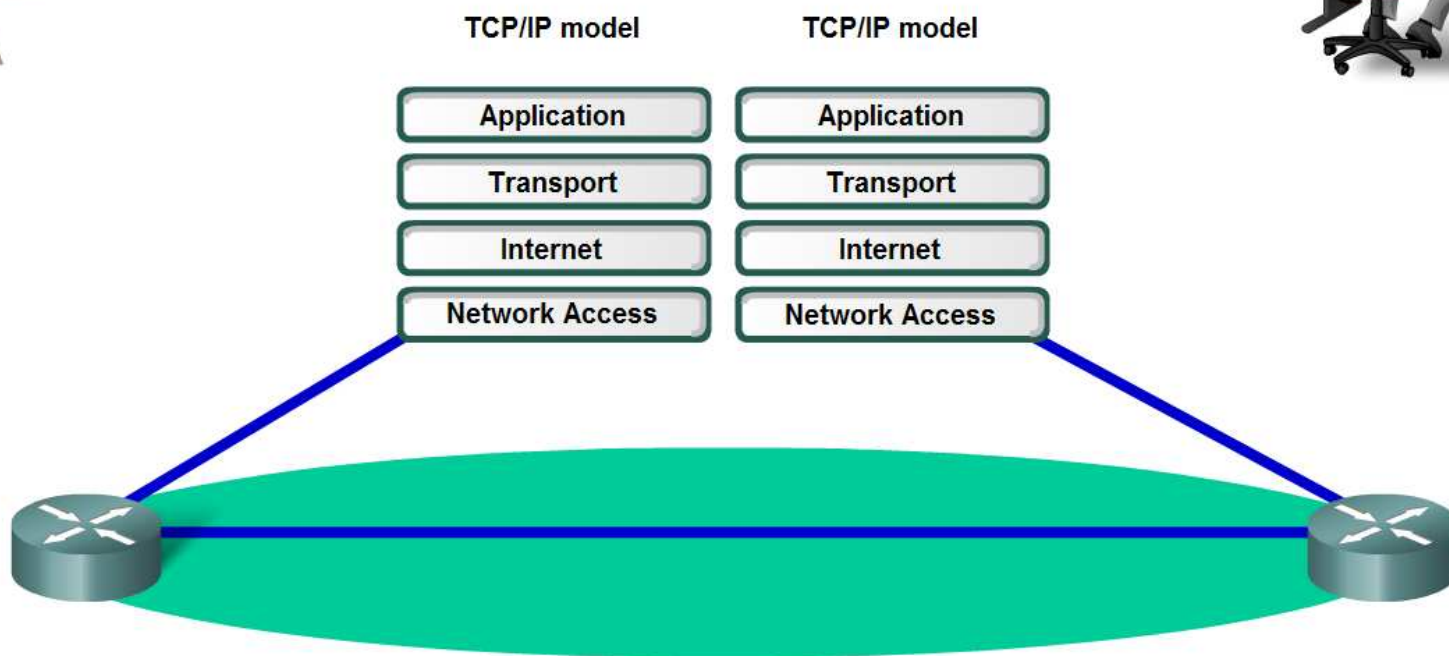 TCP/IP model TCP/IP model
Application Application
Transport Transport
Internet Internet
Network Access Network Access